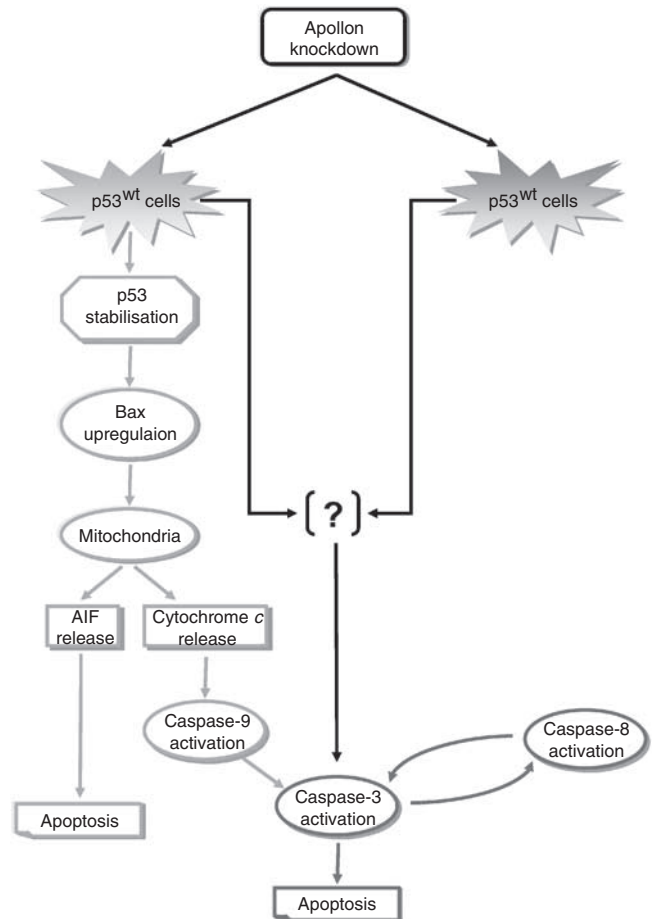 Apollon
knockdown
p53wt cells
p53wt cells
p53
stabilisation
Bax
upregulaion
[?]
Mitochondria
AIF
release
Cytochrome c
release
Caspase-9
activation
Caspase-8
activation
Caspase-3
activation
Apoptosis
Apoptosis